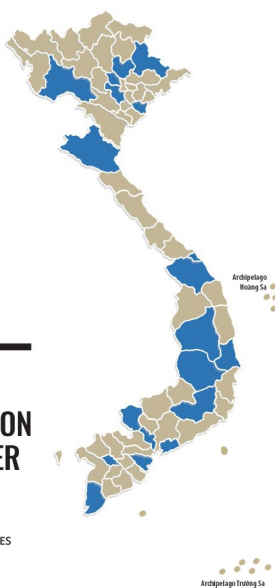 Archipelago
Hoàng Sa
ON
ER
ES
Archipelago Trường Sa